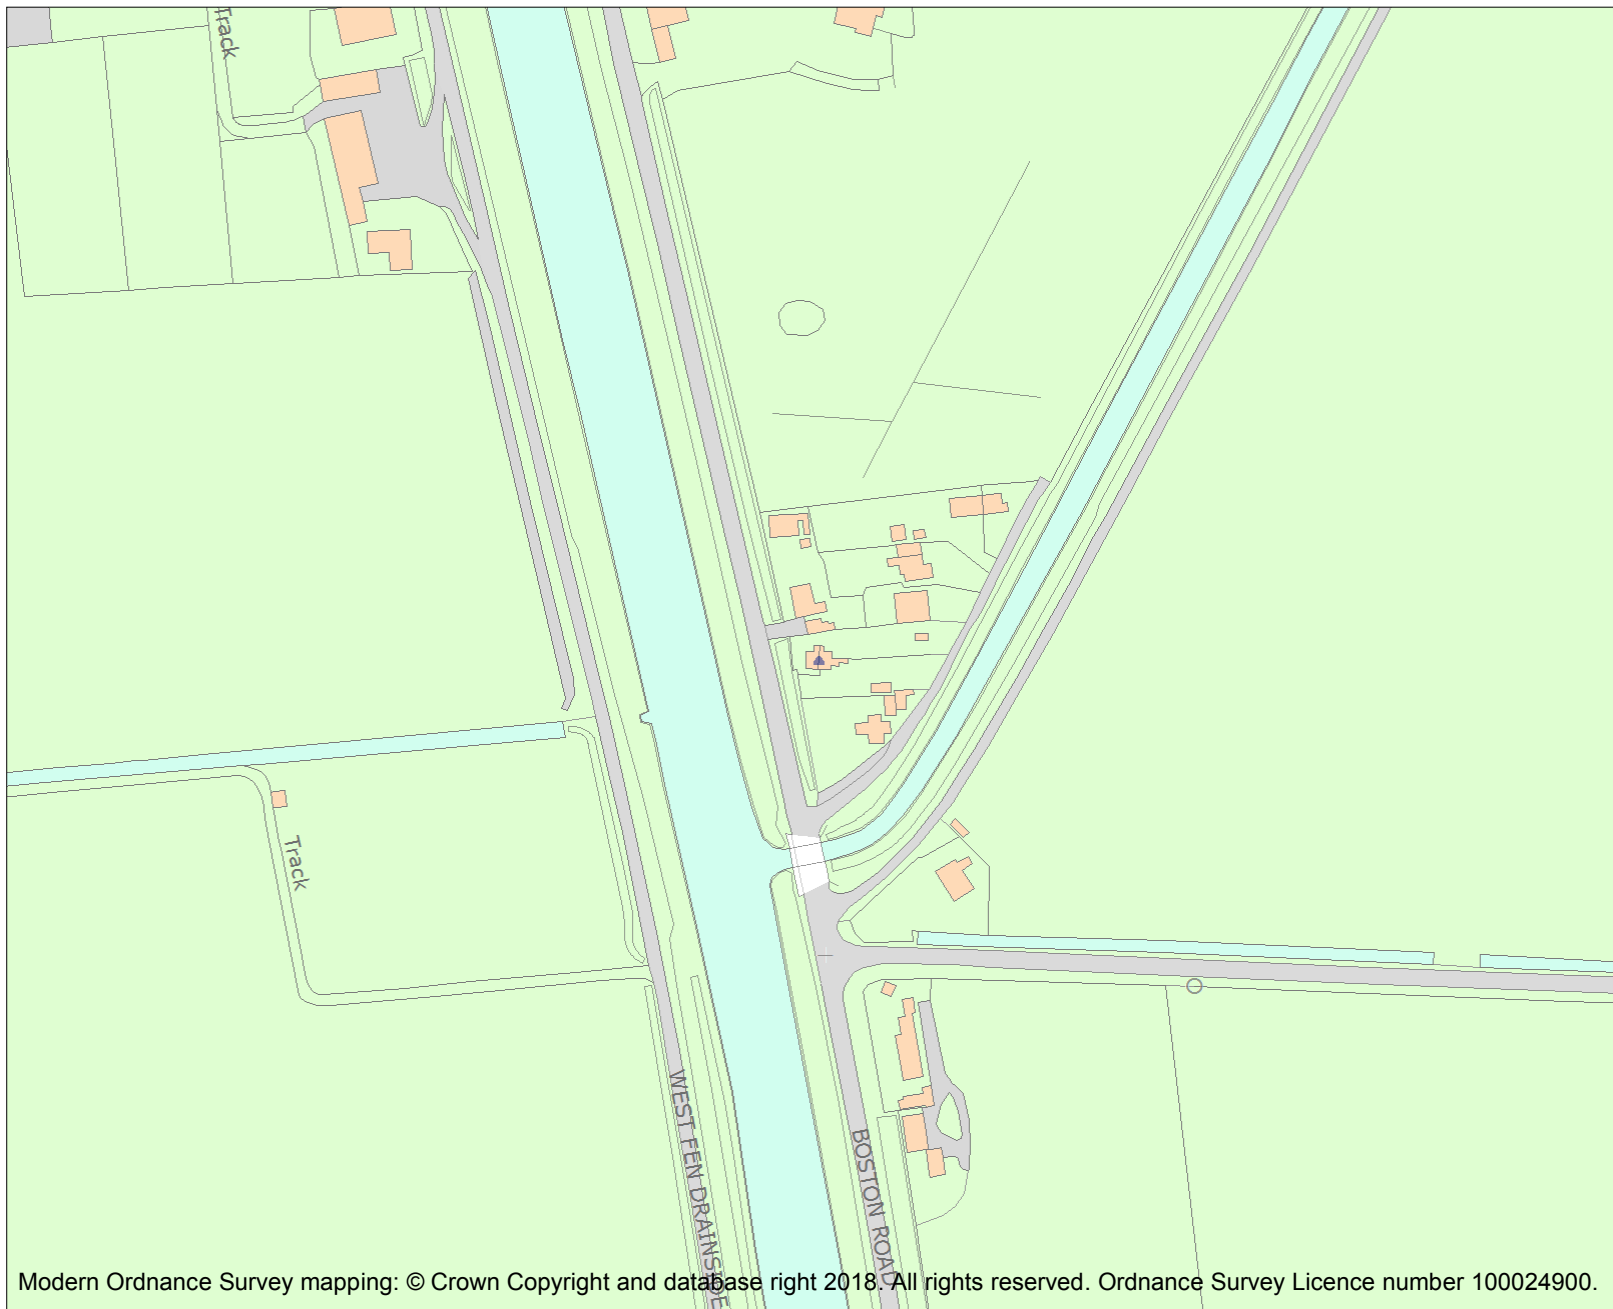 Track
Track
WEST FEN DRAINSIDE
BOSTON ROAD
Modern Ordnance Survey mapping: © Crown Copyright and database right 2018. All rights reserved. Ordnance Survey Licence number 100024900.